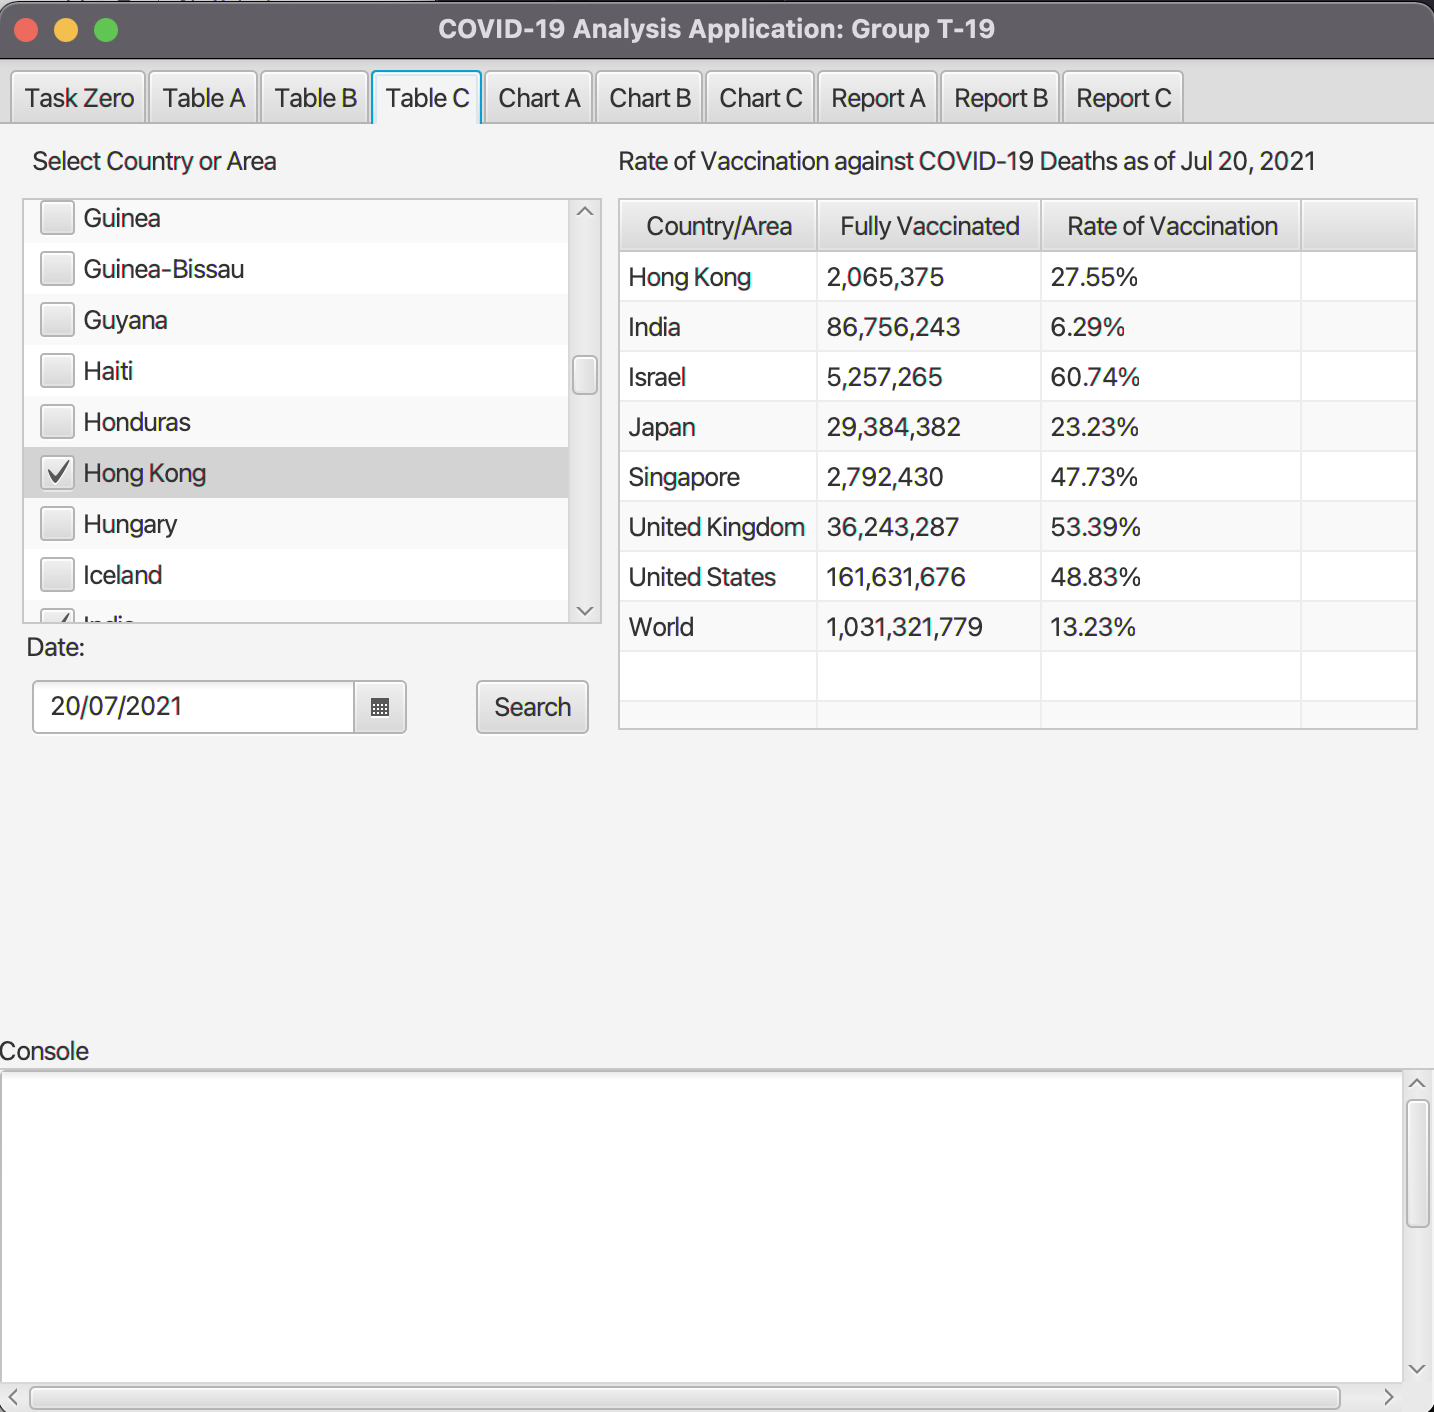 COVID-19 Analysis Application: Group T-19
Task Zero Table A Table B Table C Chart A Chart B Chart C Report A Report B Report C
Select Country or Area
Guinea
Guinea-Bissau
Guyana
Haiti
Honduras
Hong Kong
Hungary
Iceland
India
Date:
20/07/2021
Search
Rate of Vaccination against COVID-19 Deaths as of Jul 20, 2021
Country/Area Fully Vaccinated Rate of Vaccination
Hong Kong 2,065,375 27.55%
India 86,756,243 6.29%
Israel 5,257,265 60.74%
Japan 29,384,382 23.23%
Singapore 2,792,430 47.73%
United Kingdom 36,243,287 53.39%
United States 161,631,676 48.83%
World 1,031,321,779 13.23%
Console